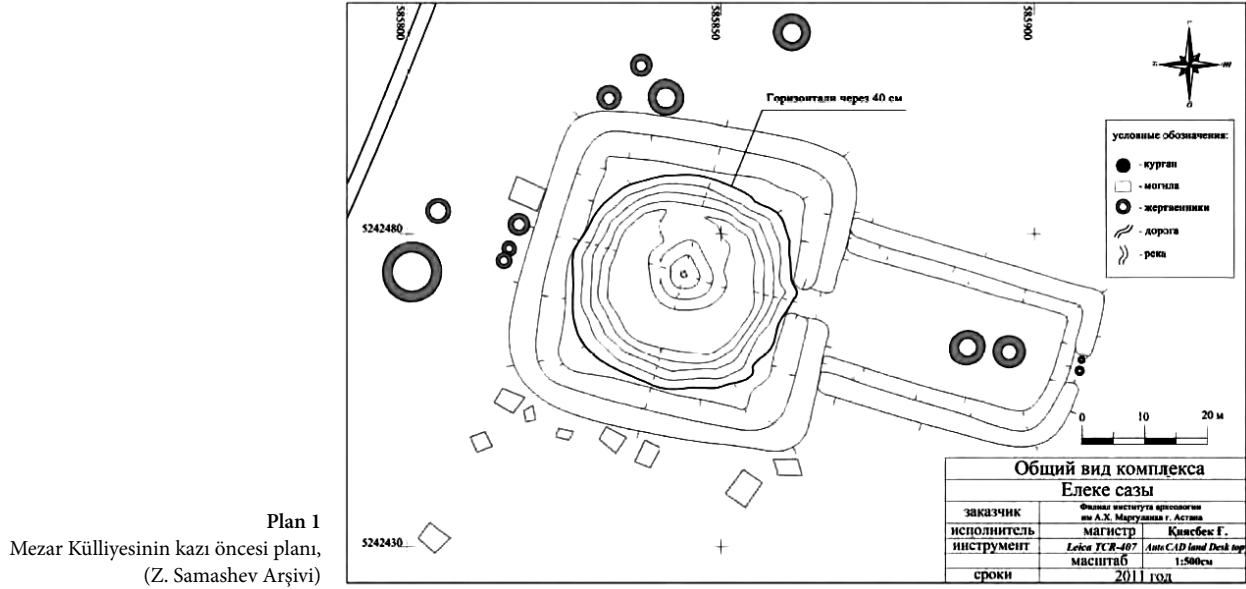 585800
585850
585900
Горизонтали через 40 см
условные обозначения:
- курган
- могила
- жертвенники
- дорога
- река
5242480
0 10 20 м
Общий вид комплекса
Елеке сазы
заказчик Филиал института археологии
им А.Х. Маргулана г. Астана
исполнитель магистр Киясбек Г.
инструмент Leica TCR-407 AutoCAD land Desk top
масштаб 1:500см
сроки 2011 год
5242430
Plan 1
Mezar Külliyesinin kazı öncesi planı,
(Z. Samashev Arşivi)